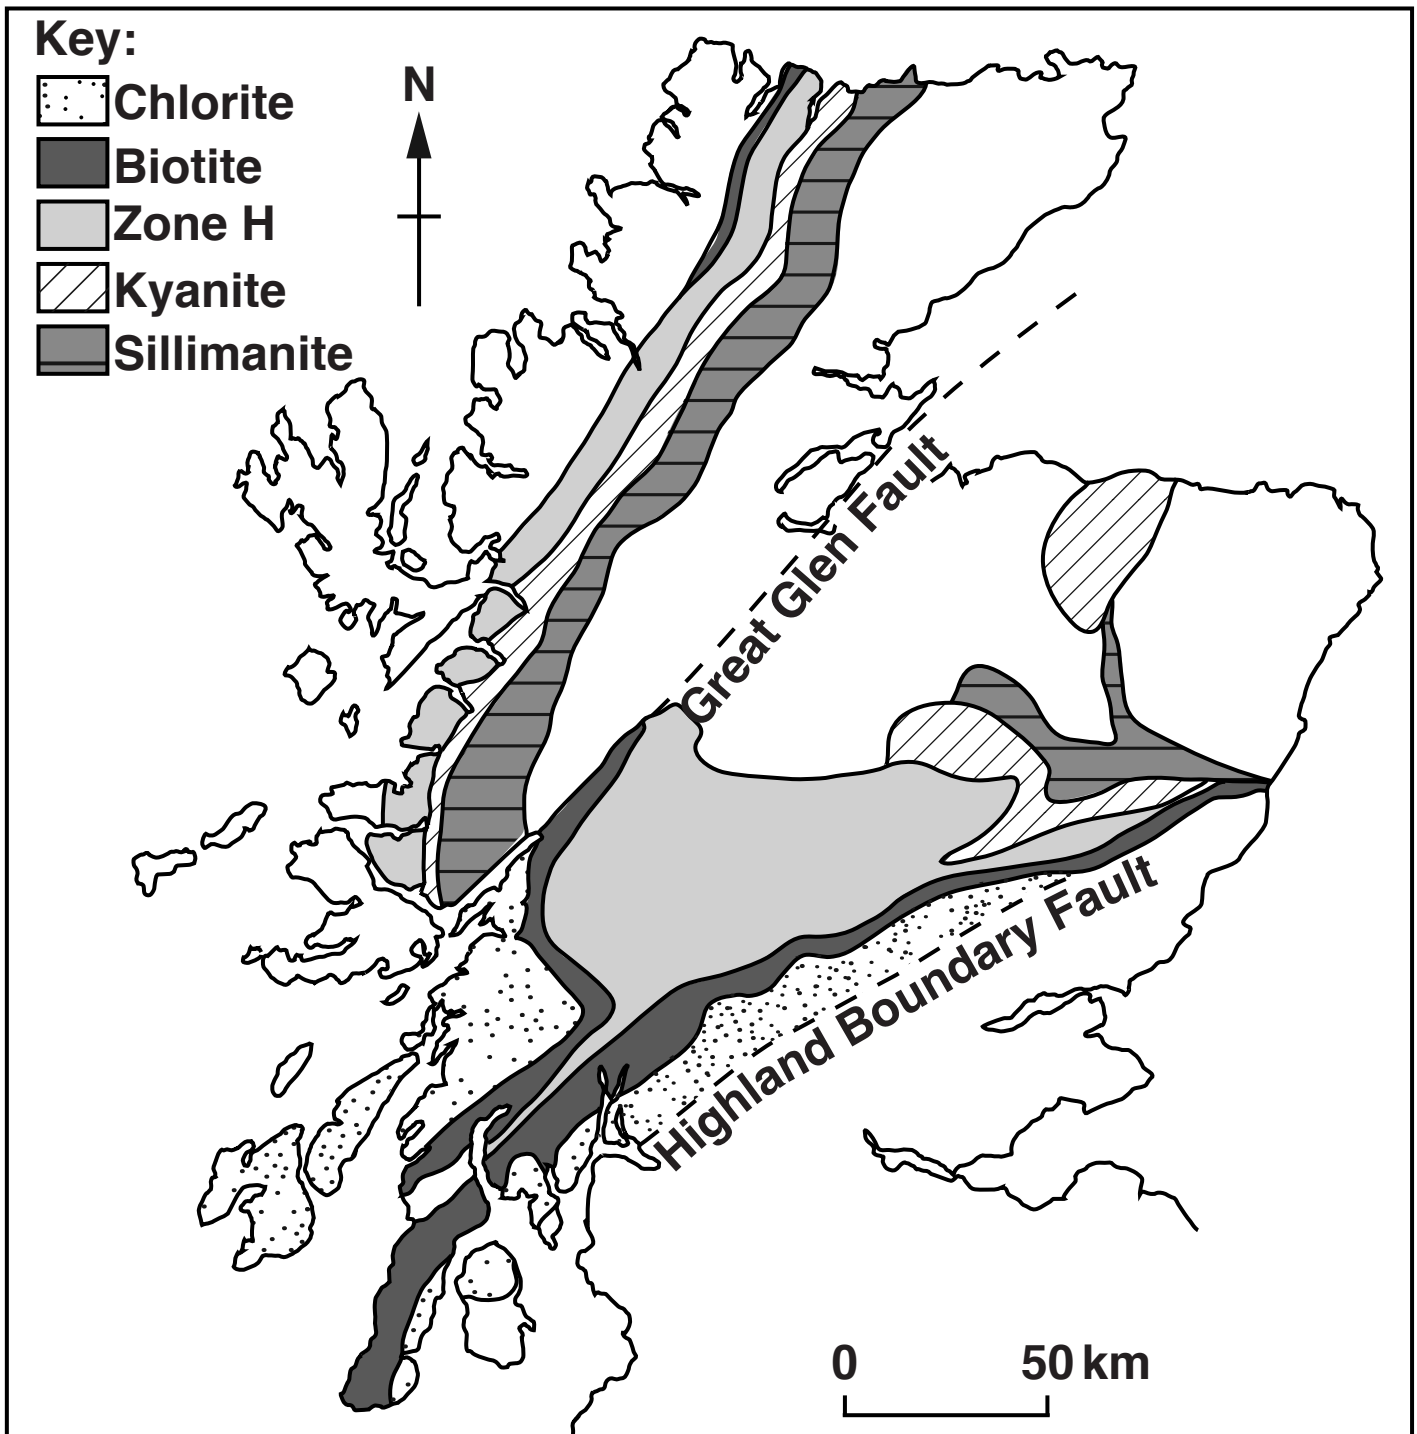 Key:
Chlorite
Biotite
Zone H
Kyanite
Sillimanite
N
Great Glen Fault
Highland Boundary Fault
0 50 km